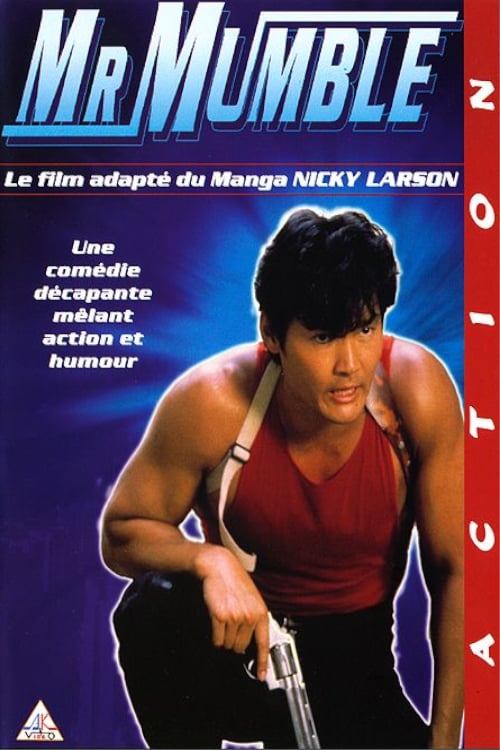 MR MUMBLE
Le film adapté du Manga NICKY LARSON
Une
comédie
décapante
mêlant
action et
humour
ACTION
AK
VIDEO